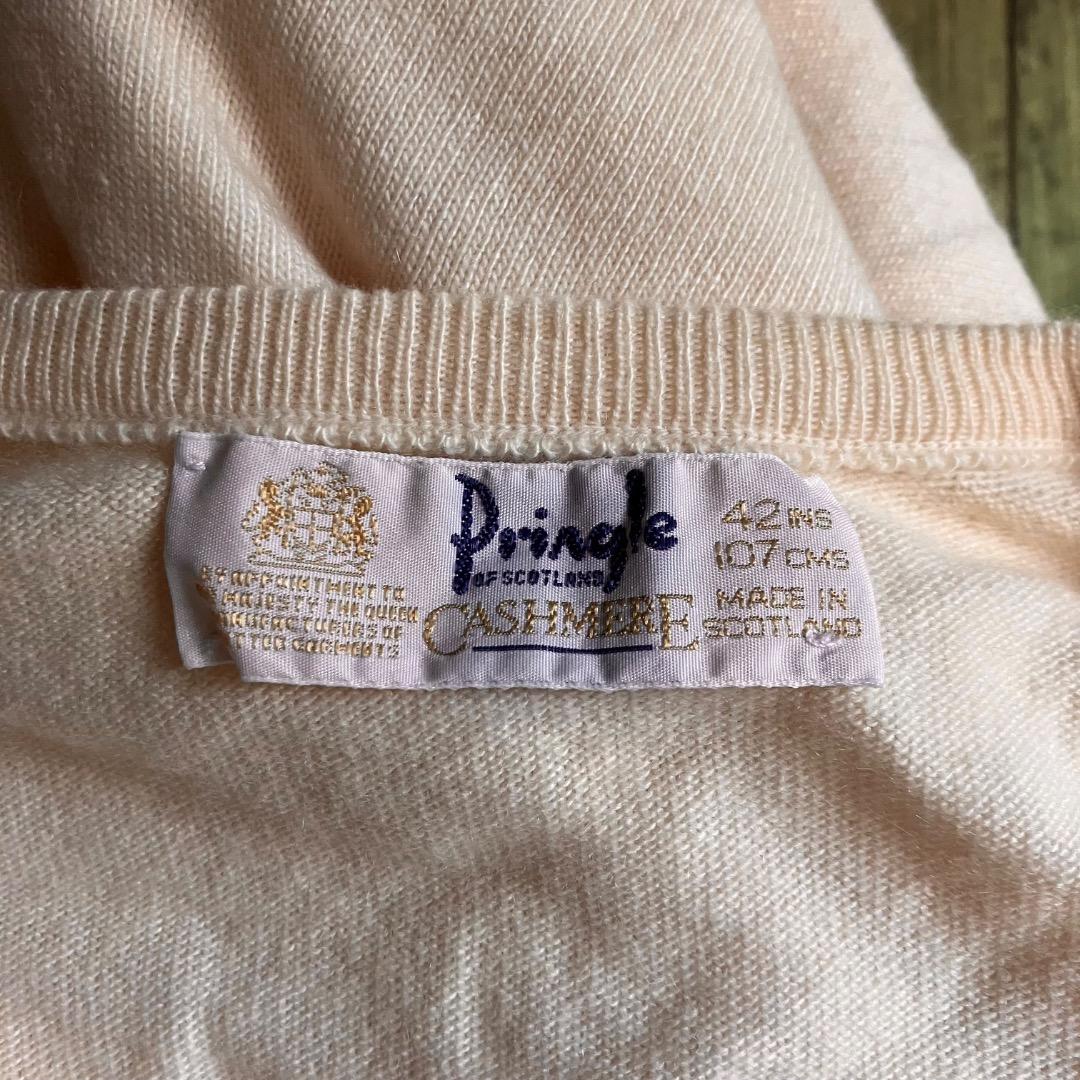 BY APPOINTMENT TO
MAJESTY THE QUEEN
MANUFACTURERS OF
GARMENTS
Pringle
OF SCOTLAND
CASHMERE
42 INS
107 CMS
MADE IN
SCOTLAND